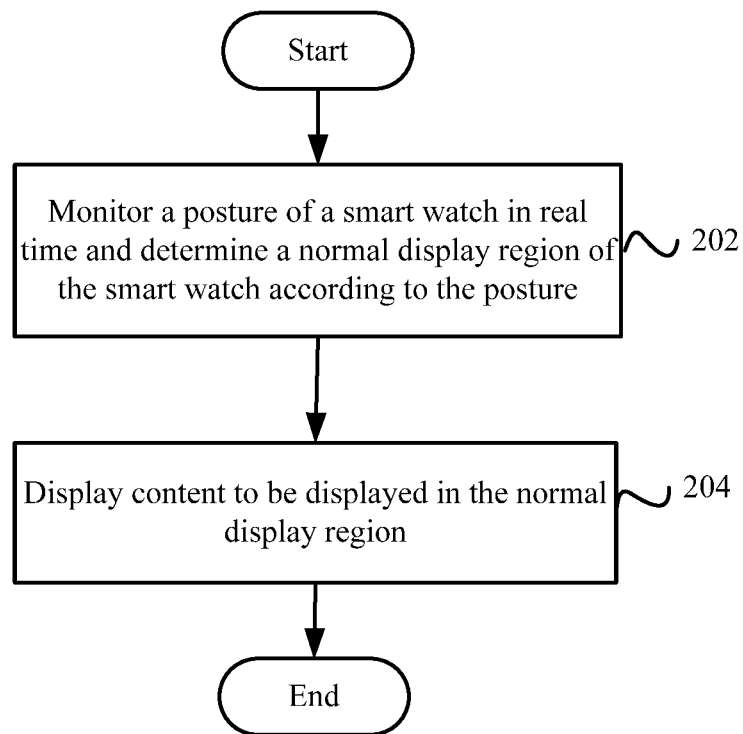 Start
Monitor a posture of a smart watch in real
time and determine a normal display region of
the smart watch according to the posture
202
Display content to be displayed in the normal
display region
204
End